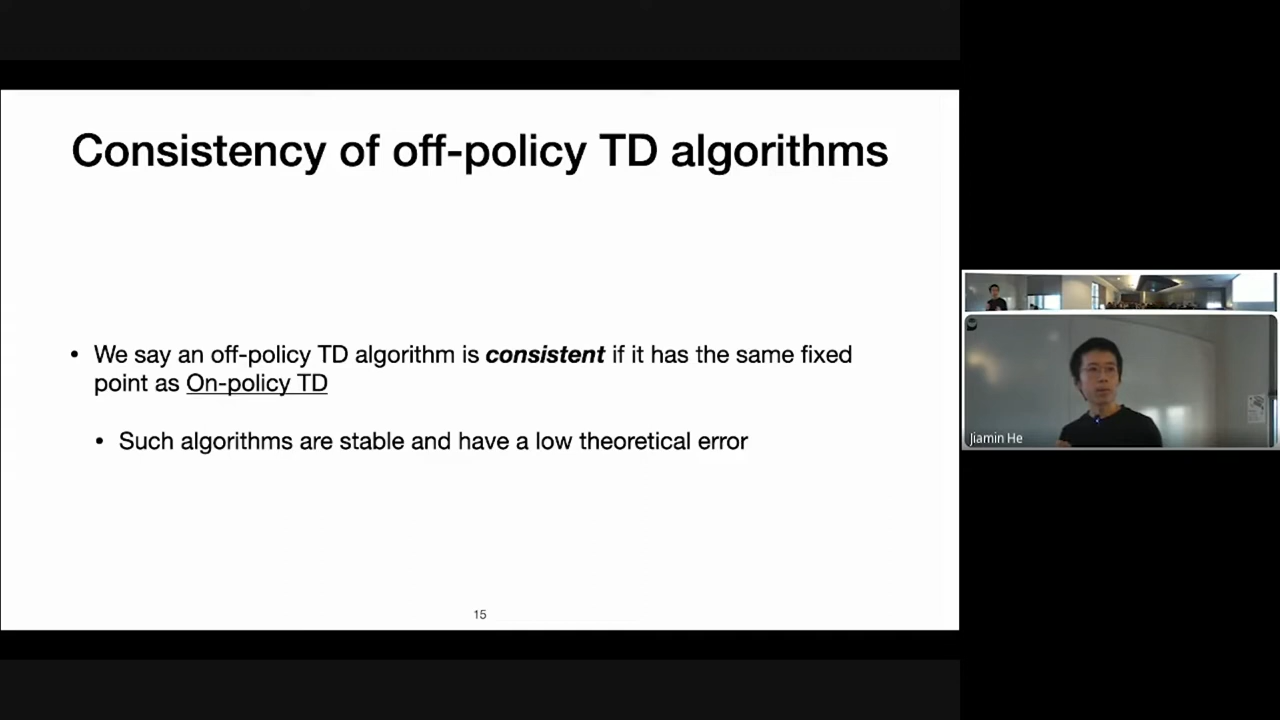 Consistency of off-policy TD algorithms
• We say an off-policy TD algorithm is consistent if it has the same fixed
point as On-policy TD
• Such algorithms are stable and have a low theoretical error
15
Jiamin He